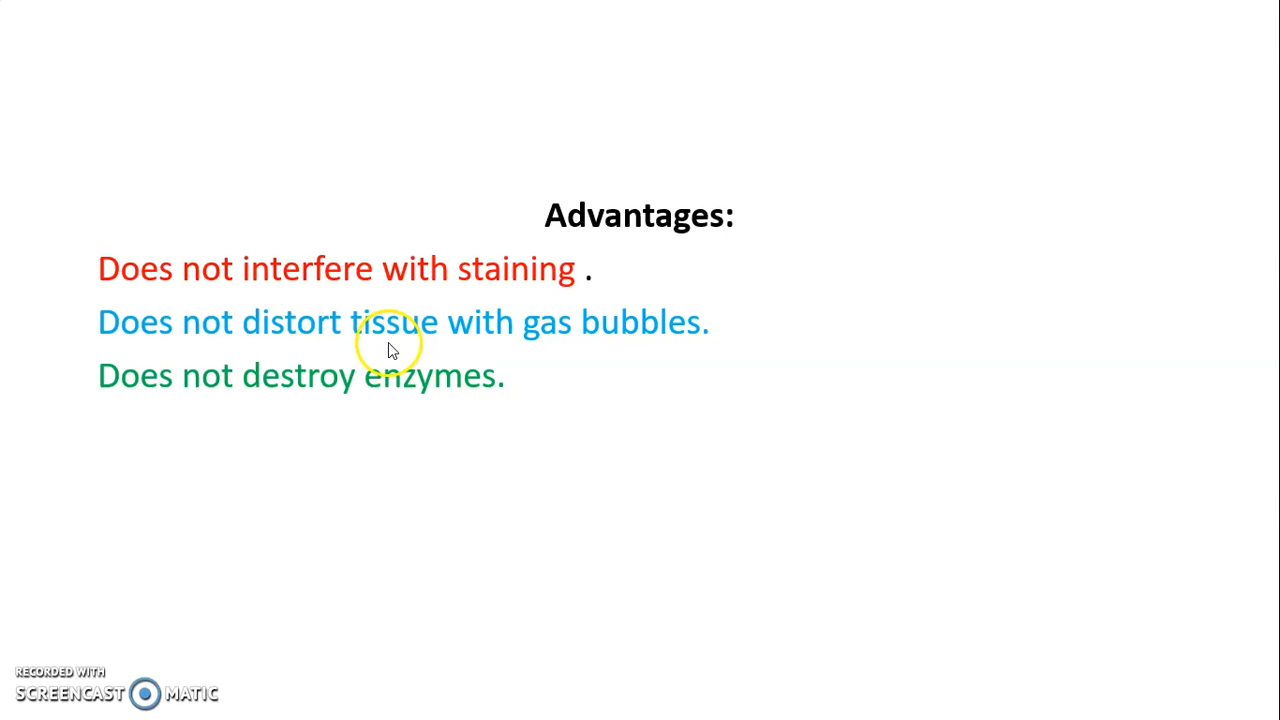 Advantages:
Does not interfere with staining .
Does not distort tissue with gas bubbles.
Does not destroy enzymes.
RECORDED WITH
SCREENCAST MATIC